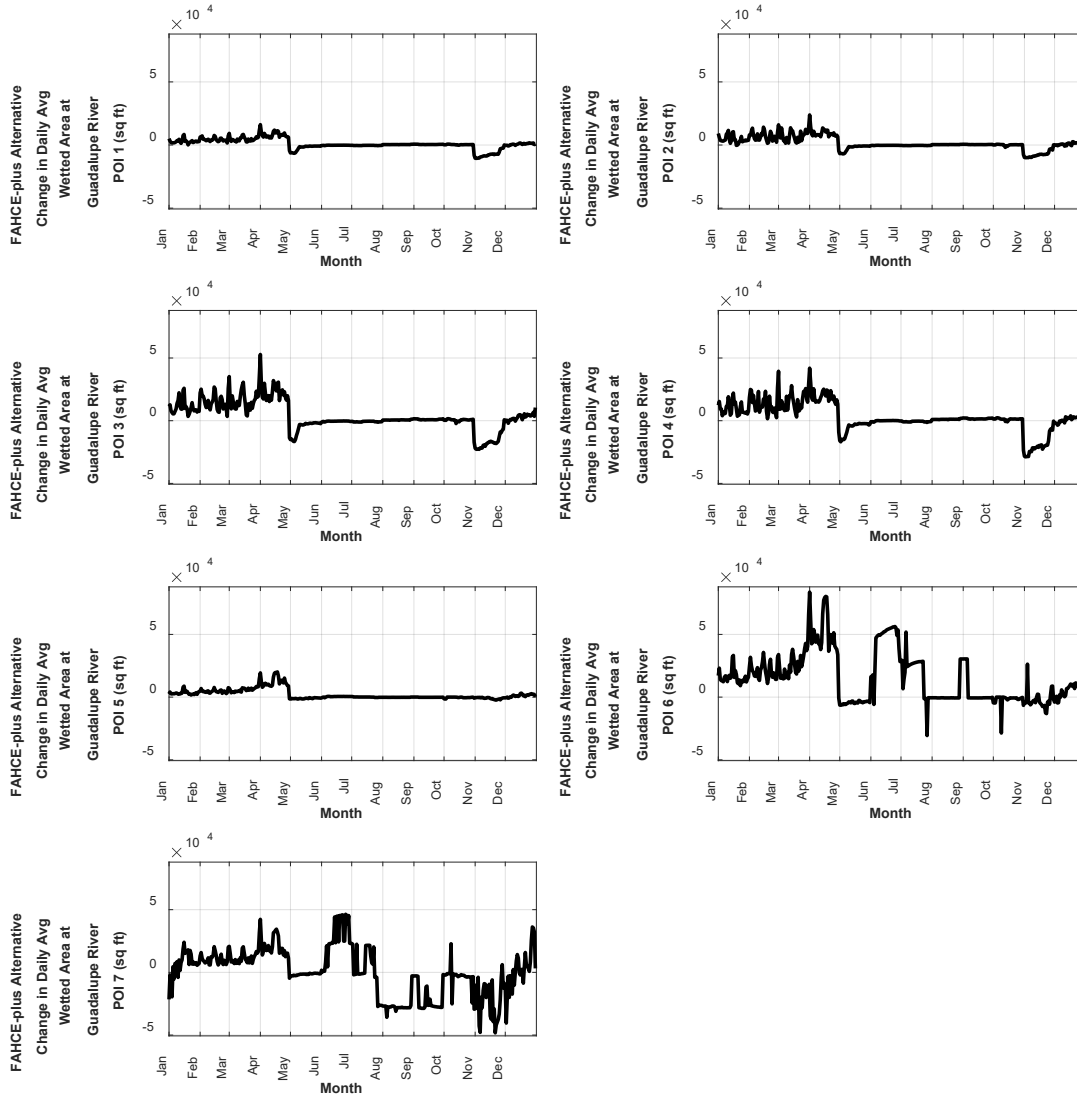 × 10 4
FAHCE-plus Alternative
Change in Daily Avg
Wetted Area at
Guadalupe River
POI 1 (sq ft)
5
0
-5
Jan Feb Mar Apr May Jun Jul Aug Sep Oct Nov Dec
Month
× 10 4
FAHCE-plus Alternative
Change in Daily Avg
Wetted Area at
Guadalupe River
POI 2 (sq ft)
5
0
-5
Jan Feb Mar Apr May Jun Jul Aug Sep Oct Nov Dec
Month
× 10 4
FAHCE-plus Alternative
Change in Daily Avg
Wetted Area at
Guadalupe River
POI 3 (sq ft)
5
0
-5
Jan Feb Mar Apr May Jun Jul Aug Sep Oct Nov Dec
Month
× 10 4
FAHCE-plus Alternative
Change in Daily Avg
Wetted Area at
Guadalupe River
POI 4 (sq ft)
5
0
-5
Jan Feb Mar Apr May Jun Jul Aug Sep Oct Nov Dec
Month
× 10 4
FAHCE-plus Alternative
Change in Daily Avg
Wetted Area at
Guadalupe River
POI 5 (sq ft)
5
0
-5
Jan Feb Mar Apr May Jun Jul Aug Sep Oct Nov Dec
Month
× 10 4
FAHCE-plus Alternative
Change in Daily Avg
Wetted Area at
Guadalupe River
POI 6 (sq ft)
5
0
-5
Jan Feb Mar Apr May Jun Jul Aug Sep Oct Nov Dec
Month
× 10 4
FAHCE-plus Alternative
Change in Daily Avg
Wetted Area at
Guadalupe River
POI 7 (sq ft)
5
0
-5
Jan Feb Mar Apr May Jun Jul Aug Sep Oct Nov Dec
Month